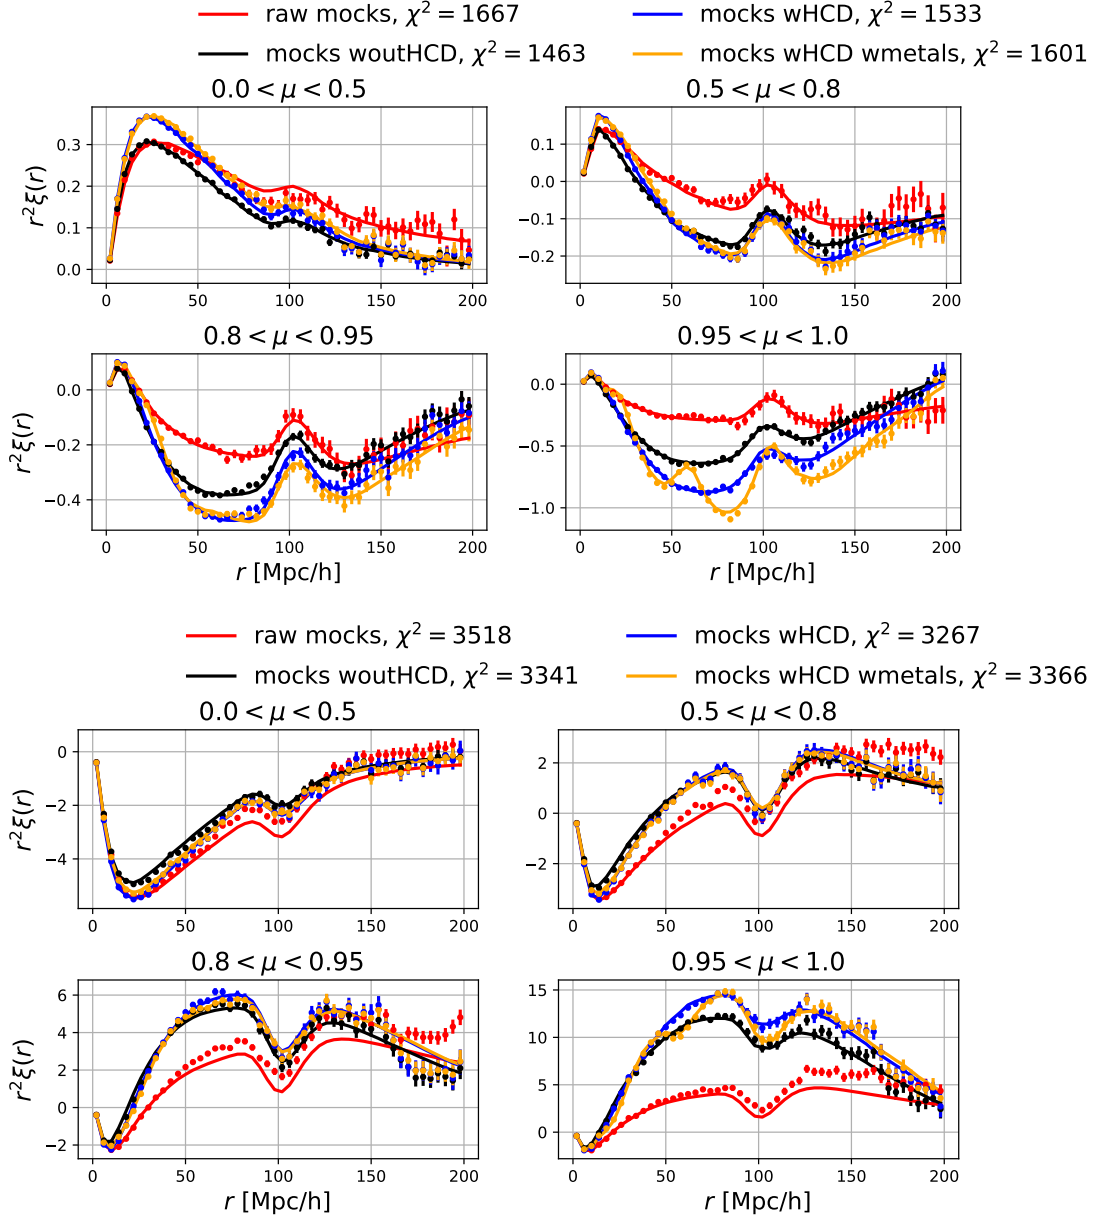 raw mocks, χ² = 1667
mocks wHCD, χ² = 1533
mocks woutHCD, χ² = 1463
mocks wHCD wmetals, χ² = 1601
0.0 < μ < 0.5
0.5 < μ < 0.8
r²ξ(r)
0.3
0.2
0.1
0.0
0 50 100 150 200
0.1
0.0
−0.1
−0.2
0 50 100 150 200
0.8 < μ < 0.95
0.95 < μ < 1.0
r²ξ(r)
0.0
−0.2
−0.4
0 50 100 150 200
r [Mpc/h]
0.0
−0.5
−1.0
0 50 100 150 200
r [Mpc/h]
raw mocks, χ² = 3518
mocks wHCD, χ² = 3267
mocks woutHCD, χ² = 3341
mocks wHCD wmetals, χ² = 3366
0.0 < μ < 0.5
0.5 < μ < 0.8
r²ξ(r)
0
−2
−4
0 50 100 150 200
2
0
−2
0 50 100 150 200
0.8 < μ < 0.95
0.95 < μ < 1.0
r²ξ(r)
6
4
2
0
−2
0 50 100 150 200
r [Mpc/h]
15
10
5
0
0 50 100 150 200
r [Mpc/h]